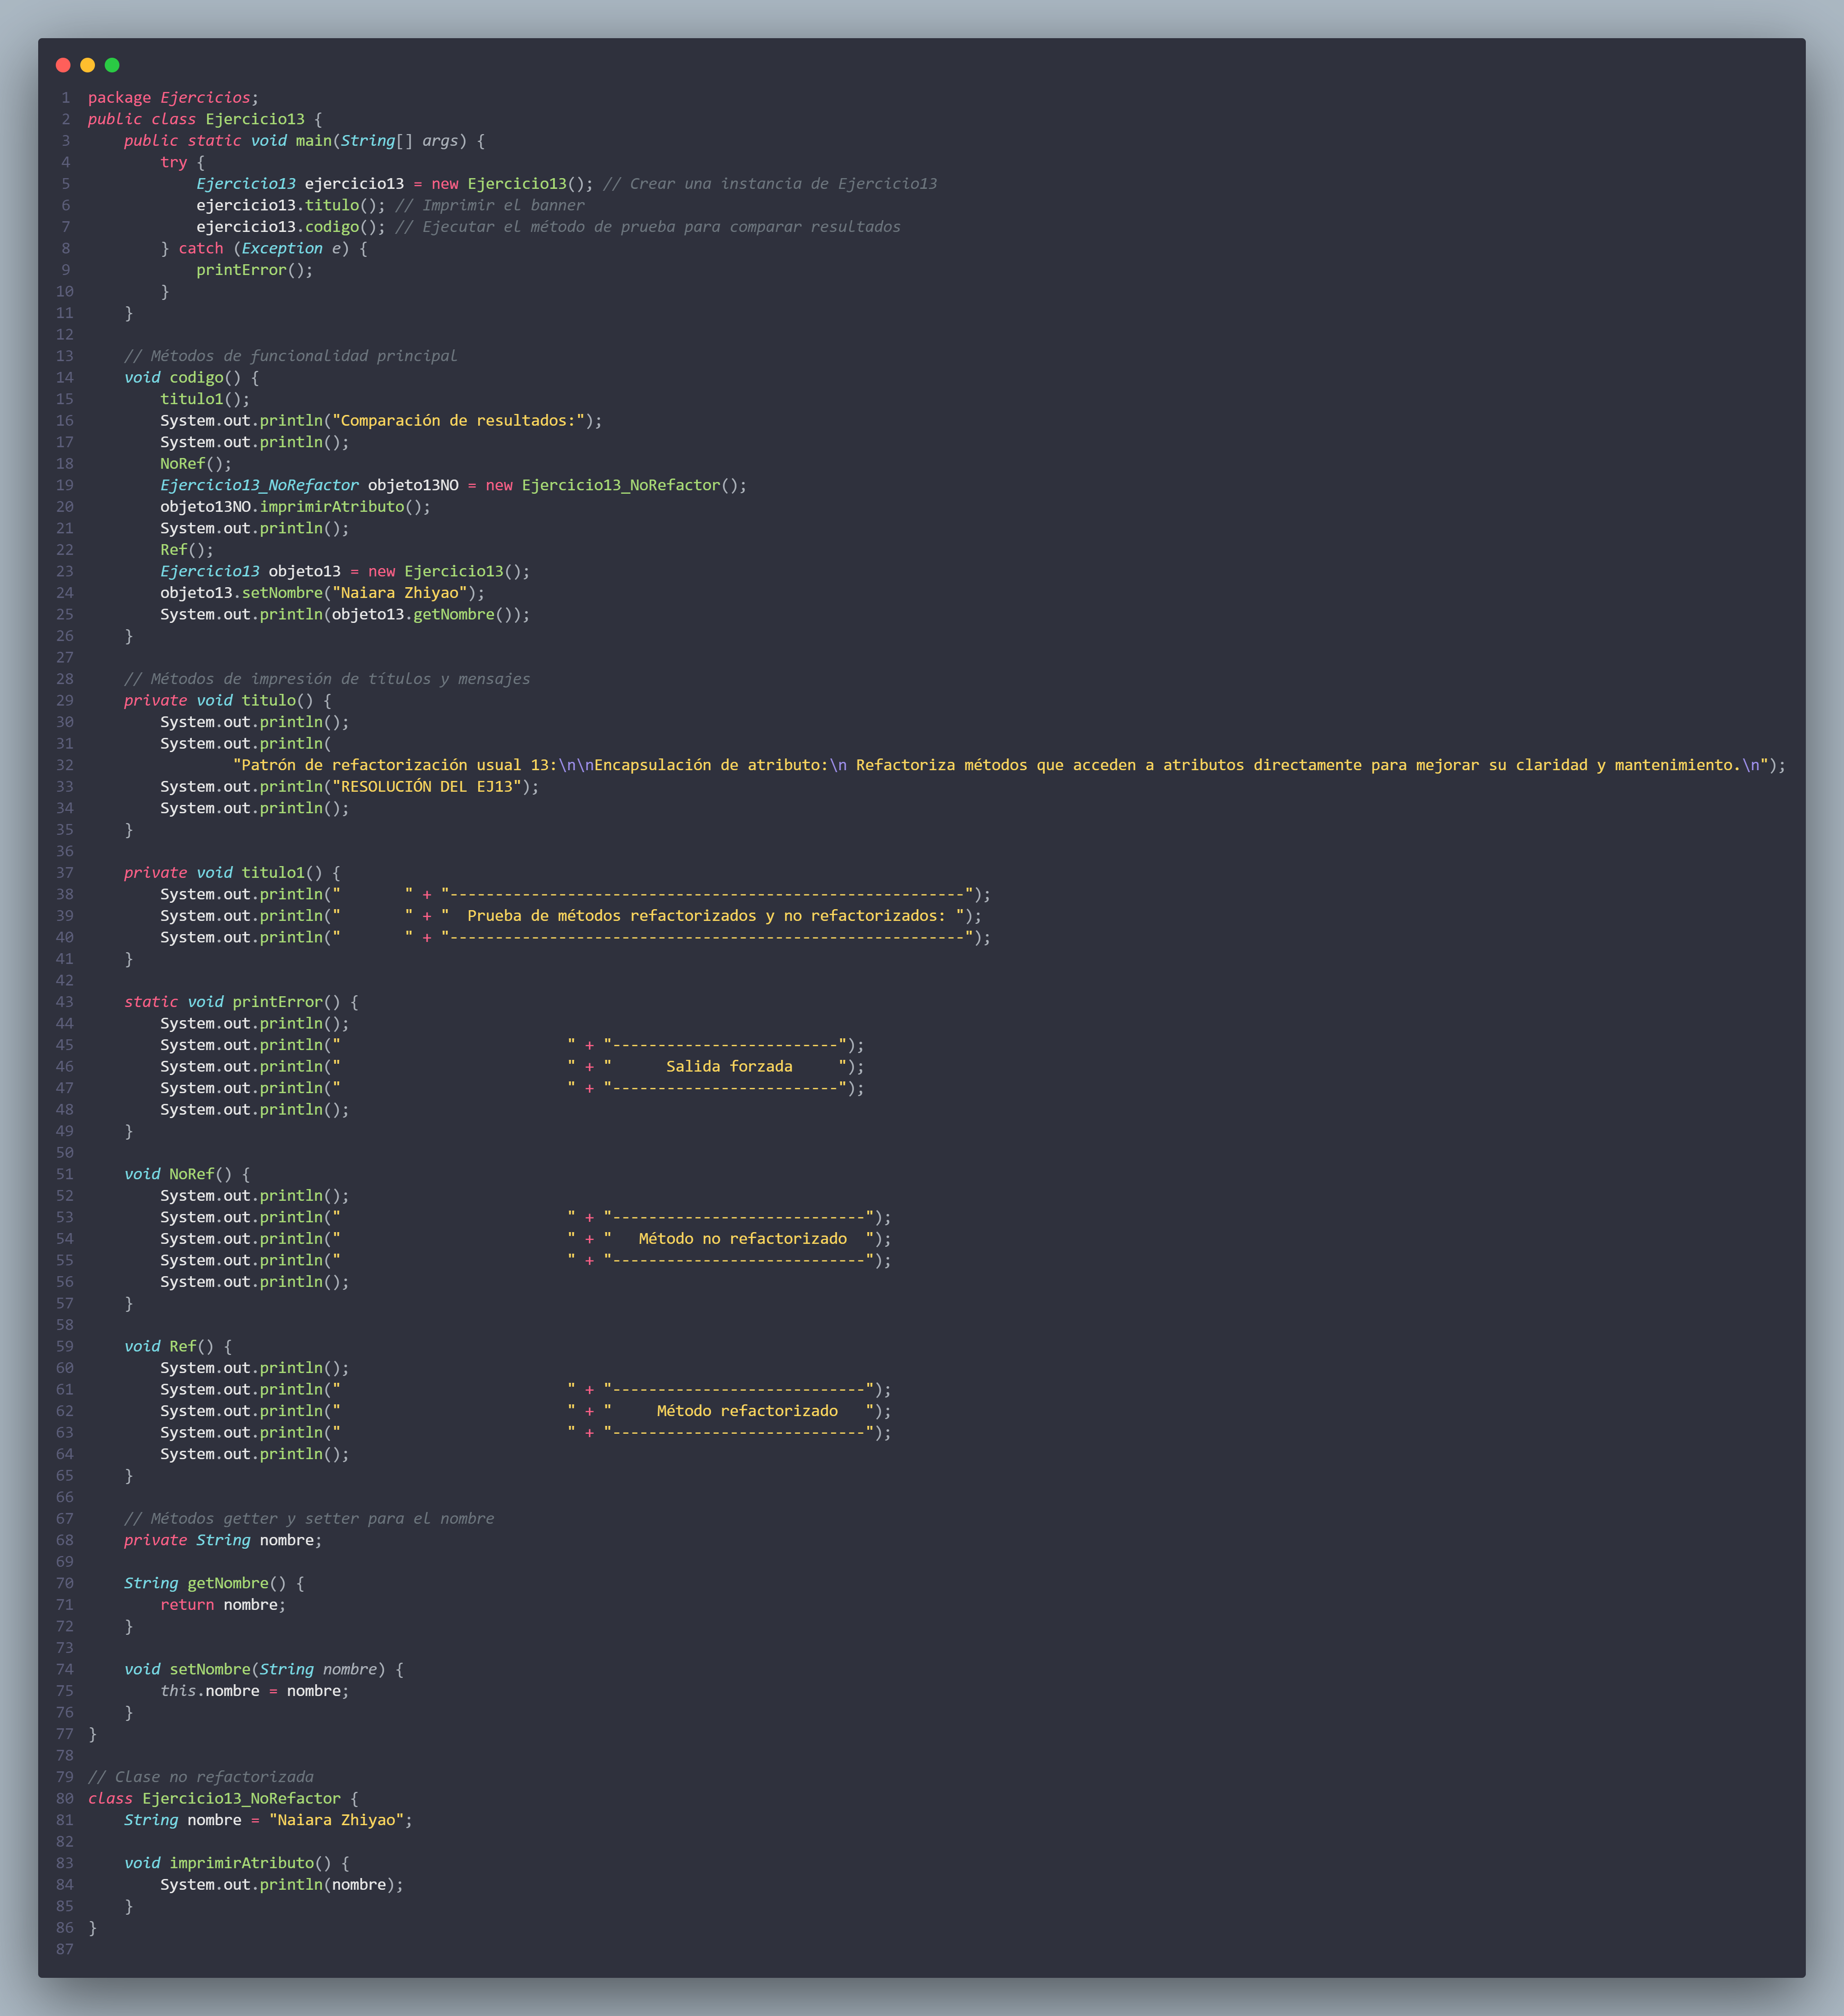 1 package Ejercicios;
2 public class Ejercicio13 {
3     public static void main(String[] args) {
4         try {
5             Ejercicio13 ejercicio13 = new Ejercicio13(); // Crear una instancia de Ejercicio13
6             ejercicio13.titulo(); // Imprimir el banner
7             ejercicio13.codigo(); // Ejecutar el método de prueba para comparar resultados
8         } catch (Exception e) {
9             printError();
10         }
11     }
12
13     // Métodos de funcionalidad principal
14     void codigo() {
15         titulo1();
16         System.out.println("Comparación de resultados:");
17         System.out.println();
18         NoRef();
19         Ejercicio13_NoRefactor objeto13NO = new Ejercicio13_NoRefactor();
20         objeto13NO.imprimirAtributo();
21         System.out.println();
22         Ref();
23         Ejercicio13 objeto13 = new Ejercicio13();
24         objeto13.setNombre("Naiara Zhiyao");
25         System.out.println(objeto13.getNombre());
26     }
27
28     // Métodos de impresión de títulos y mensajes
29     private void titulo() {
30         System.out.println();
31         System.out.println(
32                 "Patrón de refactorización usual 13:\n\nEncapsulación de atributo:\n Refactoriza métodos que acceden a atributos directamente para mejorar su claridad y mantenimiento.\n");
33         System.out.println("RESOLUCIÓN DEL EJ13");
34         System.out.println();
35     }
36
37     private void titulo1() {
38         System.out.println("       " + "---------------------------------------------------------");
39         System.out.println("       " + "  Prueba de métodos refactorizados y no refactorizados: ");
40         System.out.println("       " + "---------------------------------------------------------");
41     }
42
43     static void printError() {
44         System.out.println();
45         System.out.println("                         " + "-------------------------");
46         System.out.println("                         " + "      Salida forzada     ");
47         System.out.println("                         " + "-------------------------");
48         System.out.println();
49     }
50
51     void NoRef() {
52         System.out.println();
53         System.out.println("                         " + "----------------------------");
54         System.out.println("                         " + "   Método no refactorizado  ");
55         System.out.println("                         " + "----------------------------");
56         System.out.println();
57     }
58
59     void Ref() {
60         System.out.println();
61         System.out.println("                         " + "----------------------------");
62         System.out.println("                         " + "     Método refactorizado   ");
63         System.out.println("                         " + "----------------------------");
64         System.out.println();
65     }
66
67     // Métodos getter y setter para el nombre
68     private String nombre;
69
70     String getNombre() {
71         return nombre;
72     }
73
74     void setNombre(String nombre) {
75         this.nombre = nombre;
76     }
77 }
78
79 // Clase no refactorizada
80 class Ejercicio13_NoRefactor {
81     String nombre = "Naiara Zhiyao";
82
83     void imprimirAtributo() {
84         System.out.println(nombre);
85     }
86 }
87